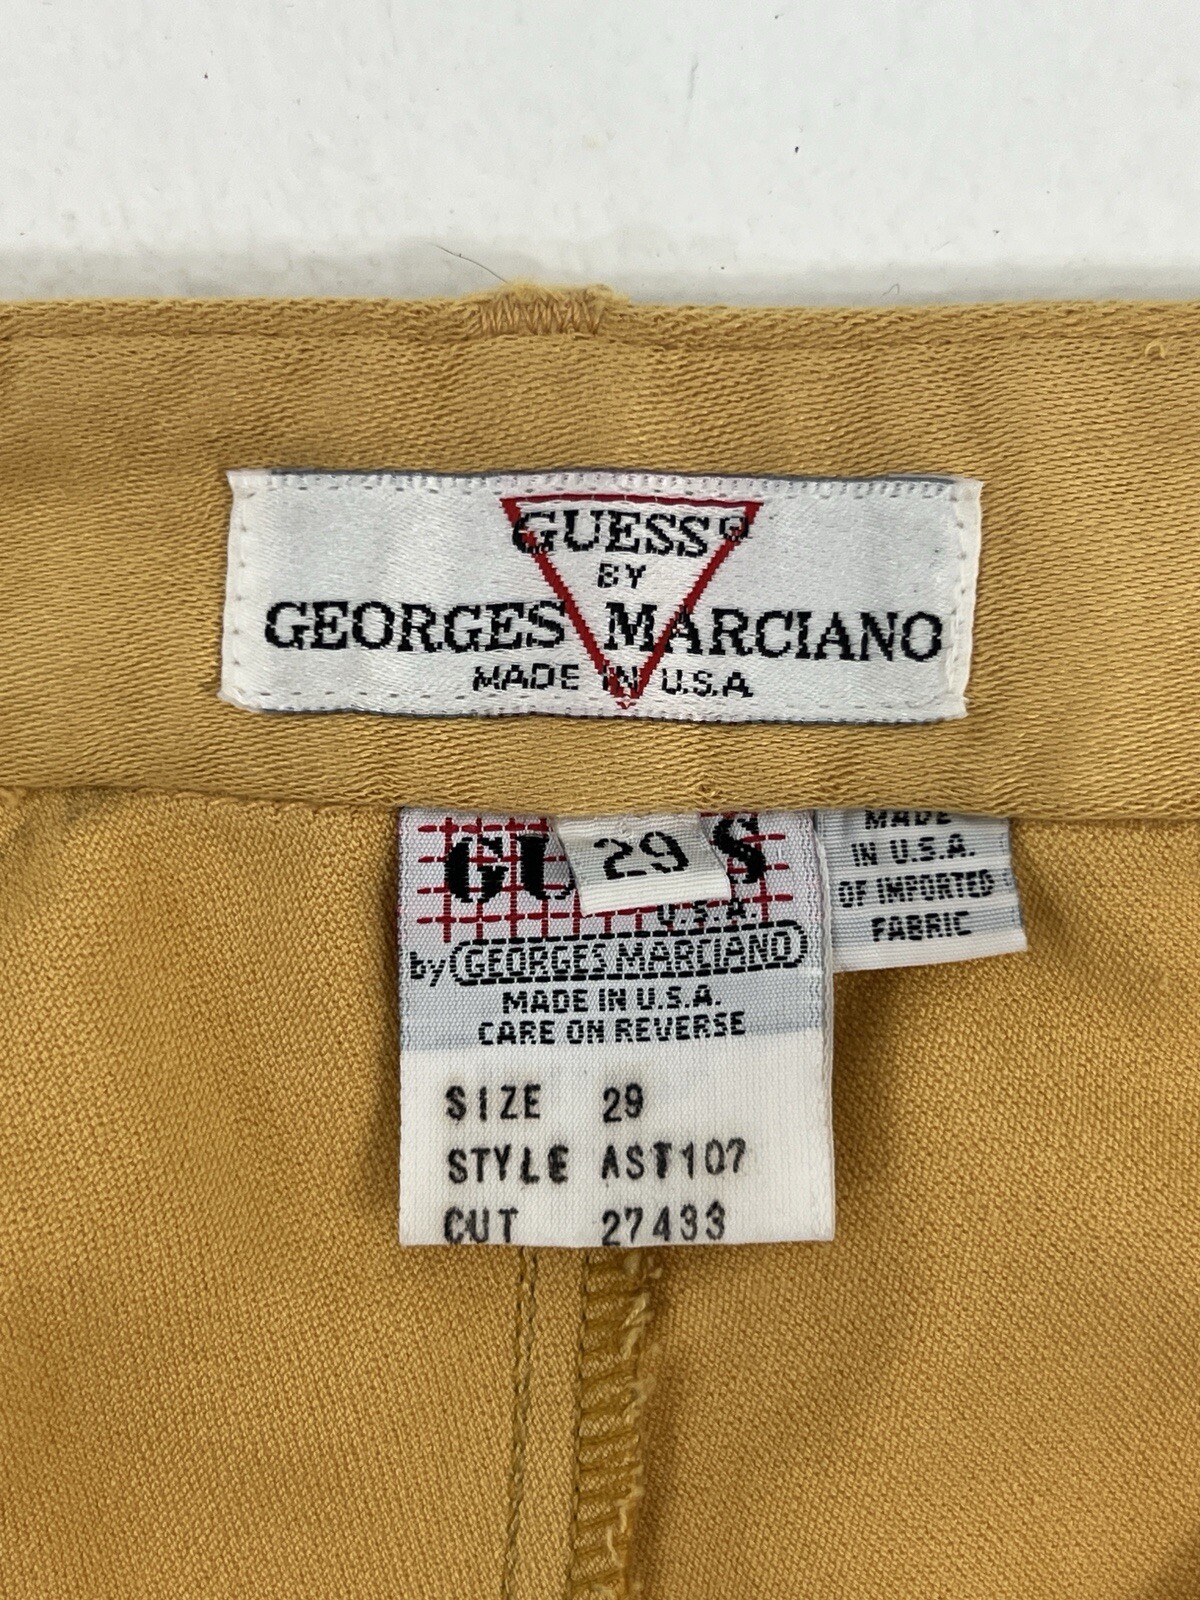 GUESS®
BY
GEORGES MARCIANO
MADE IN U.S.A
29
U.S.A.
by GEORGES MARCIANO
MADE IN U.S.A.
CARE ON REVERSE
SIZE 29
STYLE AST107
CUT 27433
MADE
IN U.S.A.
OF IMPORTED
FABRIC